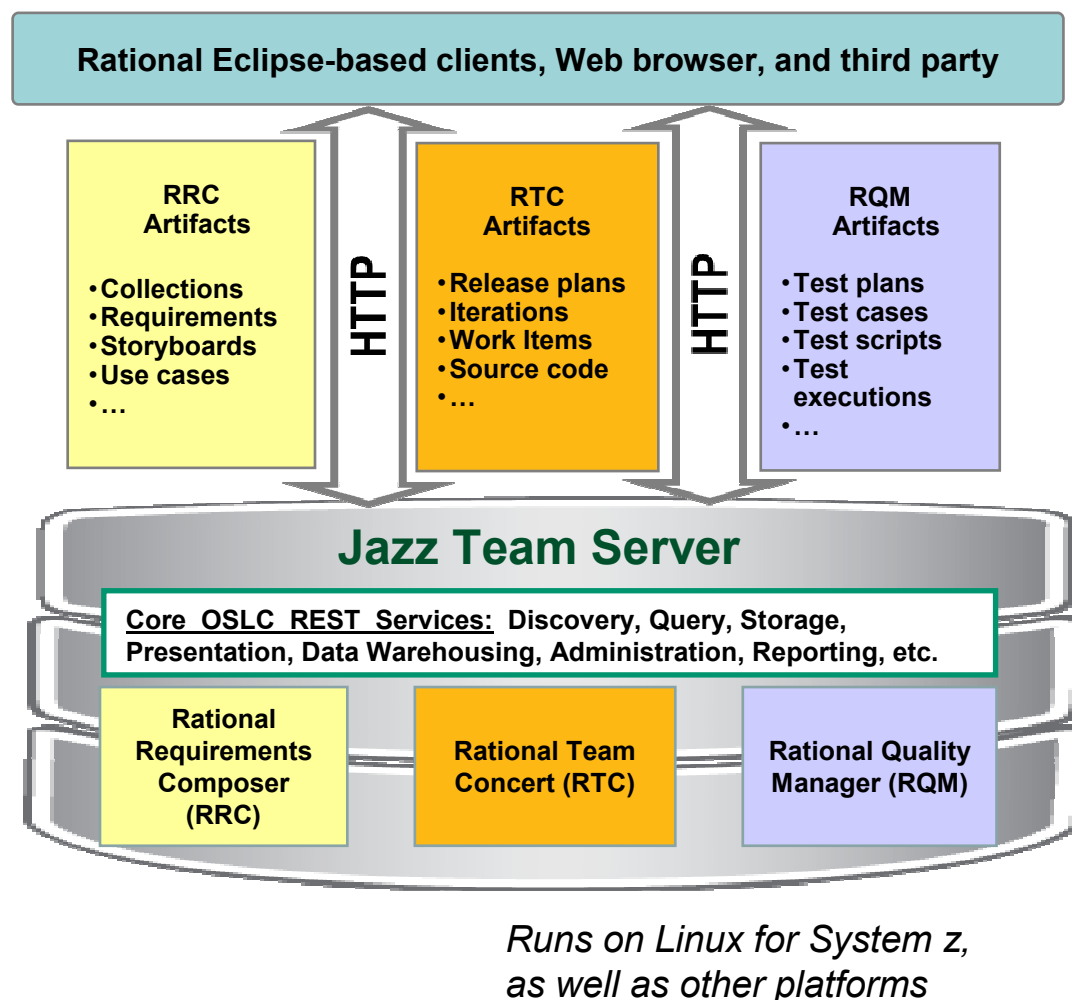 Rational Eclipse-based clients, Web browser, and third party
RRC
Artifacts
•Collections
•Requirements
•Storyboards
•Use cases
•…
HTTP
RTC
Artifacts
•Release plans
•Iterations
•Work Items
•Source code
•…
HTTP
RQM
Artifacts
•Test plans
•Test cases
•Test scripts
•Test
executions
•…
Jazz Team Server
Core OSLC REST Services: Discovery, Query, Storage,
Presentation, Data Warehousing, Administration, Reporting, etc.
Rational
Requirements
Composer
(RRC)
Rational Team
Concert (RTC)
Rational Quality
Manager (RQM)
Runs on Linux for System z,
as well as other platforms